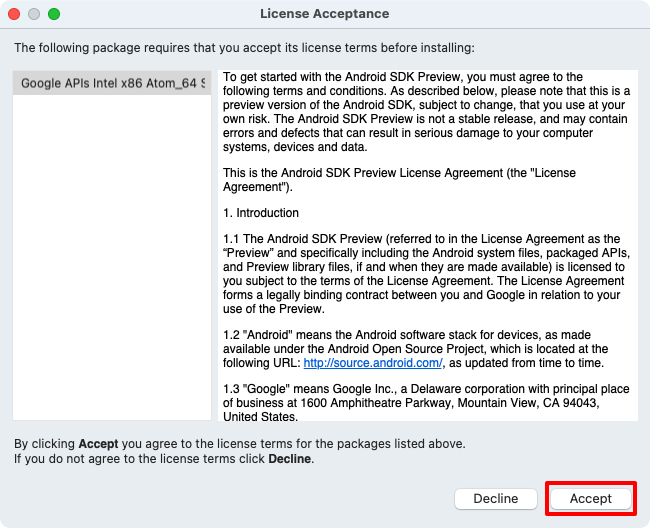 License Acceptance
The following package requires that you accept its license terms before installing:
Google APIs Intel x86 Atom_64 S
To get started with the Android SDK Preview, you must agree to the
following terms and conditions. As described below, please note that this is a
preview version of the Android SDK, subject to change, that you use at your
own risk. The Android SDK Preview is not a stable release, and may contain
errors and defects that can result in serious damage to your computer
systems, devices and data.
This is the Android SDK Preview License Agreement (the "License
Agreement").
1. Introduction
1.1 The Android SDK Preview (referred to in the License Agreement as the
“Preview” and specifically including the Android system files, packaged APIs,
and Preview library files, if and when they are made available) is licensed to
you subject to the terms of the License Agreement. The License Agreement
forms a legally binding contract between you and Google in relation to your
use of the Preview.
1.2 "Android" means the Android software stack for devices, as made
available under the Android Open Source Project, which is located at the
following URL: http://source.android.com/, as updated from time to time.
1.3 "Google" means Google Inc., a Delaware corporation with principal place
of business at 1600 Amphitheatre Parkway, Mountain View, CA 94043,
United States.
By clicking Accept you agree to the license terms for the packages listed above.
If you do not agree to the license terms click Decline.
Decline
Accept